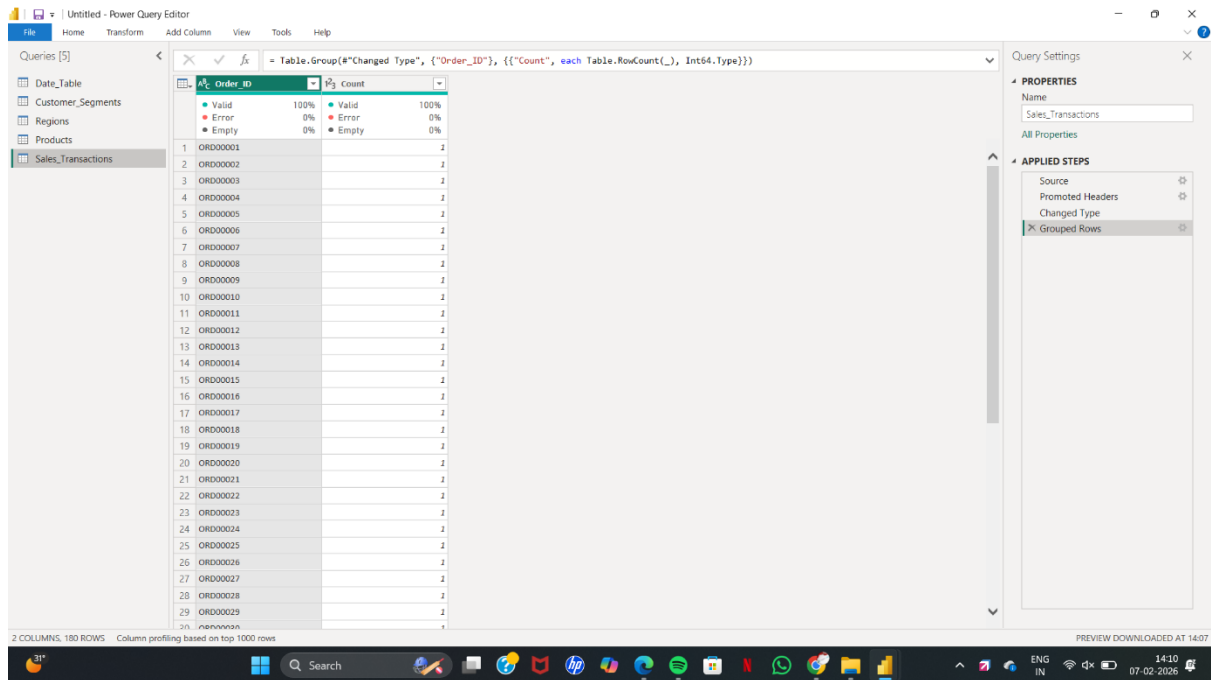 Untitled - Power Query Editor
File Home Transform Add Column View Tools Help
Queries [5]
Date_Table
Customer_Segments
Regions
Products
Sales_Transactions
= Table.Group(#"Changed Type", {"Order_ID"}, {{"Count", each Table.RowCount(_), Int64.Type}})
Order_ID Count
Valid 100% Valid 100%
Error 0% Error 0%
Empty 0% Empty 0%
1 ORD00001 1
2 ORD00002 1
3 ORD00003 1
4 ORD00004 1
5 ORD00005 1
6 ORD00006 1
7 ORD00007 1
8 ORD00008 1
9 ORD00009 1
10 ORD00010 1
11 ORD00011 1
12 ORD00012 1
13 ORD00013 1
14 ORD00014 1
15 ORD00015 1
16 ORD00016 1
17 ORD00017 1
18 ORD00018 1
19 ORD00019 1
20 ORD00020 1
21 ORD00021 1
22 ORD00022 1
23 ORD00023 1
24 ORD00024 1
25 ORD00025 1
26 ORD00026 1
27 ORD00027 1
28 ORD00028 1
29 ORD00029 1
Query Settings
PROPERTIES
Name
Sales_Transactions
All Properties
APPLIED STEPS
Source
Promoted Headers
Changed Type
Grouped Rows
2 COLUMNS, 180 ROWS Column profiling based on top 1000 rows
PREVIEW DOWNLOADED AT 14:07
31°
Search
ENG
IN
14:10
07-02-2026